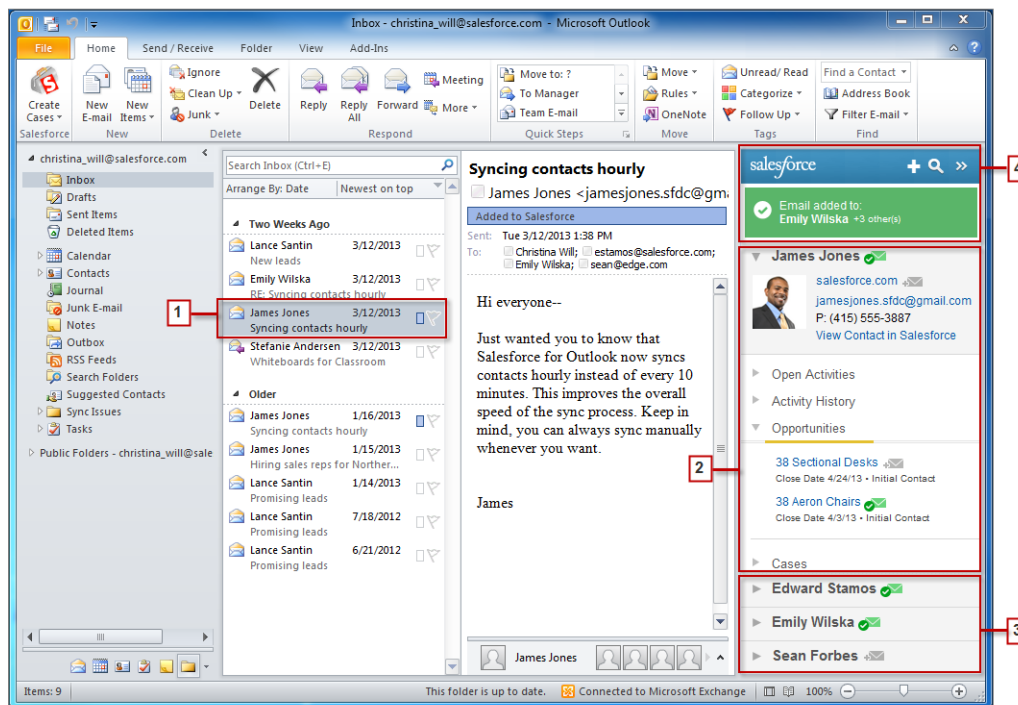 Inbox - christina_will@salesforce.com - Microsoft Outlook
File Home Send / Receive Folder View Add-Ins
Create Cases
Salesforce
New E-mail
New Items
New
Ignore
Clean Up
Junk
Delete
Delete
Reply
Reply All
Forward
Meeting
More
Respond
Move to: ?
To Manager
Team E-mail
Quick Steps
Move
Rules
OneNote
Move
Unread/ Read
Categorize
Follow Up
Tags
Find a Contact
Address Book
Filter E-mail
Find
christina_will@salesforce.com
Inbox
Drafts
Sent Items
Deleted Items
Calendar
Contacts
Journal
Junk E-mail
Notes
Outbox
RSS Feeds
Search Folders
Suggested Contacts
Sync Issues
Tasks
Public Folders - christina_will@sale
Search Inbox (Ctrl+E)
Arrange By: Date Newest on top
Two Weeks Ago
Lance Santin 3/12/2013
New leads
Emily Wilska 3/12/2013
RE: Syncing contacts hourly
1
James Jones 3/12/2013
Syncing contacts hourly
Stefanie Andersen 3/12/2013
Whiteboards for Classroom
Older
James Jones 1/16/2013
Syncing contacts hourly
James Jones 1/15/2013
Hiring sales reps for Norther...
Lance Santin 1/14/2013
Promising leads
Lance Santin 7/18/2012
Promising leads
Lance Santin 6/21/2012
Promising leads
Syncing contacts hourly
James Jones <jamesjones.sfdc@gm
Added to Salesforce
Sent: Tue 3/12/2013 1:38 PM
To: Christina Will; estamos@salesforce.com;
Emily Wilska; sean@edge.com
Hi everyone--
Just wanted you to know that
Salesforce for Outlook now syncs
contacts hourly instead of every 10
minutes. This improves the overall
speed of the sync process. Keep in
mind, you can always sync manually
whenever you want.
James
James Jones
salesforce
4
Email added to:
Emily Wilska +3 other(s)
James Jones
salesforce.com
jamesjones.sfdc@gmail.com
P: (415) 555-3887
View Contact in Salesforce
Open Activities
Activity History
Opportunities
2
38 Sectional Desks
Close Date 4/24/13 • Initial Contact
38 Aeron Chairs
Close Date 4/3/13 • Initial Contact
Cases
Edward Stamos
Emily Wilska
3
Sean Forbes
Items: 9 This folder is up to date. Connected to Microsoft Exchange 100%